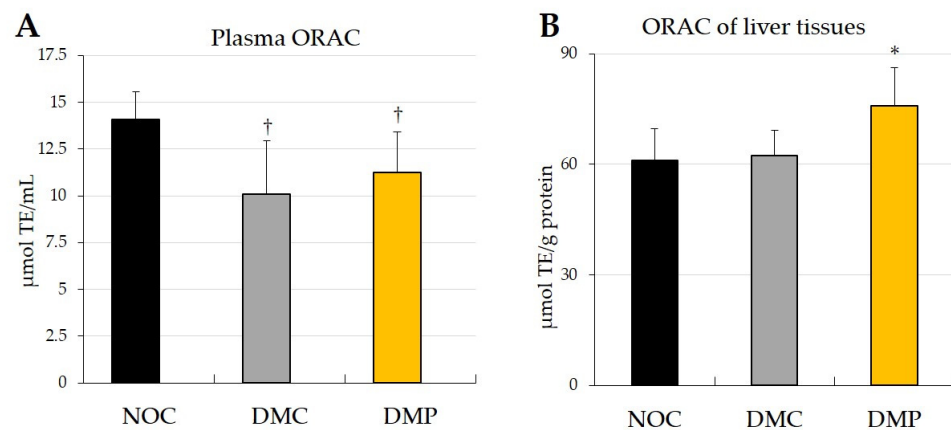 A
Plasma ORAC
17.5
15
12.5
10
7.5
5
2.5
0
µmol TE/mL
†
†
NOC DMC DMP
B
ORAC of liver tissues
90
60
30
0
µmol TE/g protein
*
NOC DMC DMP